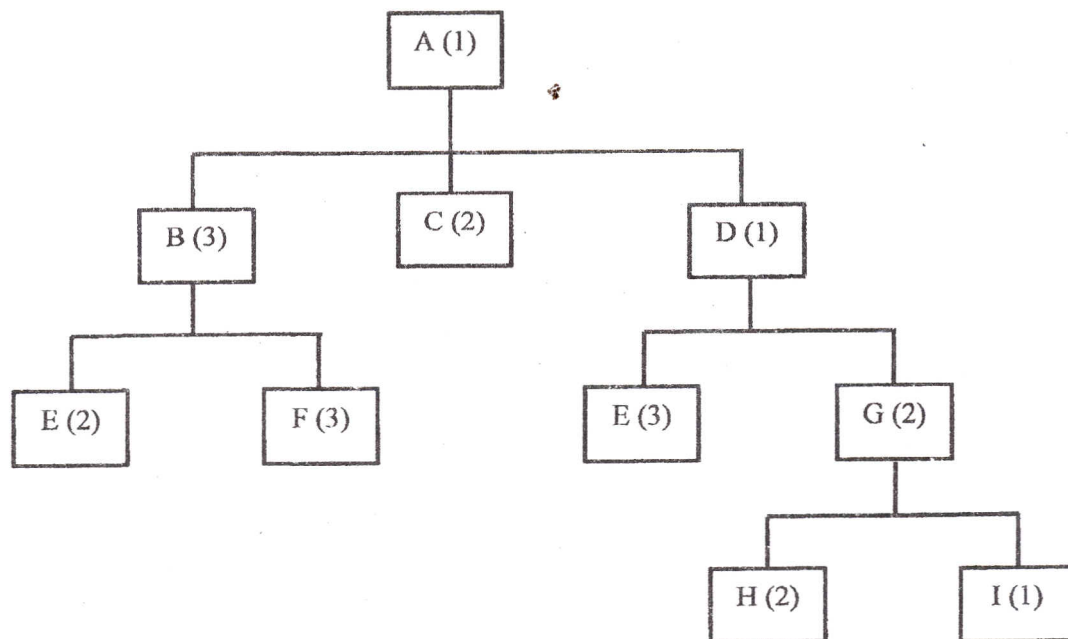 A (1)
B (3)
C (2)
D (1)
E (2)
F (3)
E (3)
G (2)
H (2)
I (1)